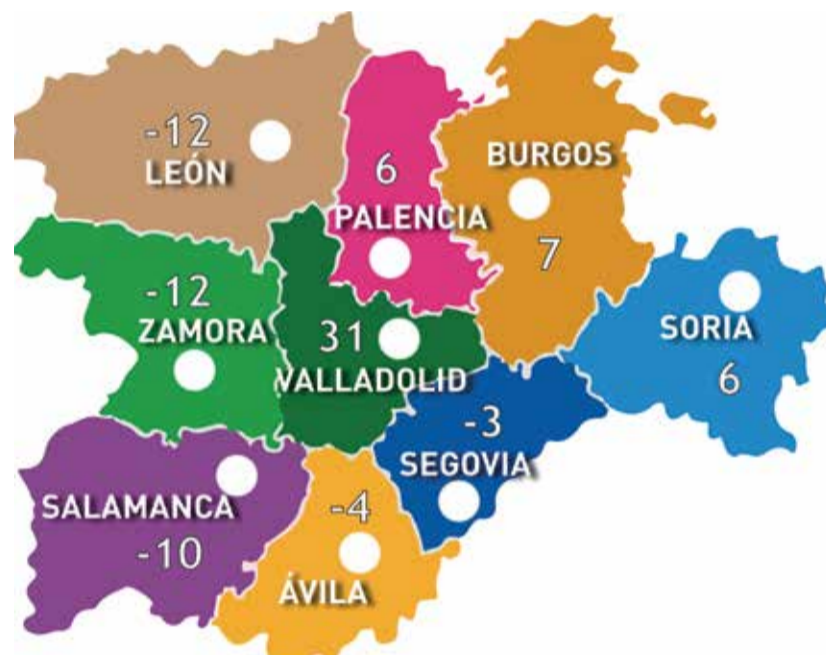 -12
LEÓN
6
PALENCIA
BURGOS
7
-12
ZAMORA
31
VALLADOLID
SORIA
6
-3
SEGOVIA
SALAMANCA
-10
-4
ÁVILA